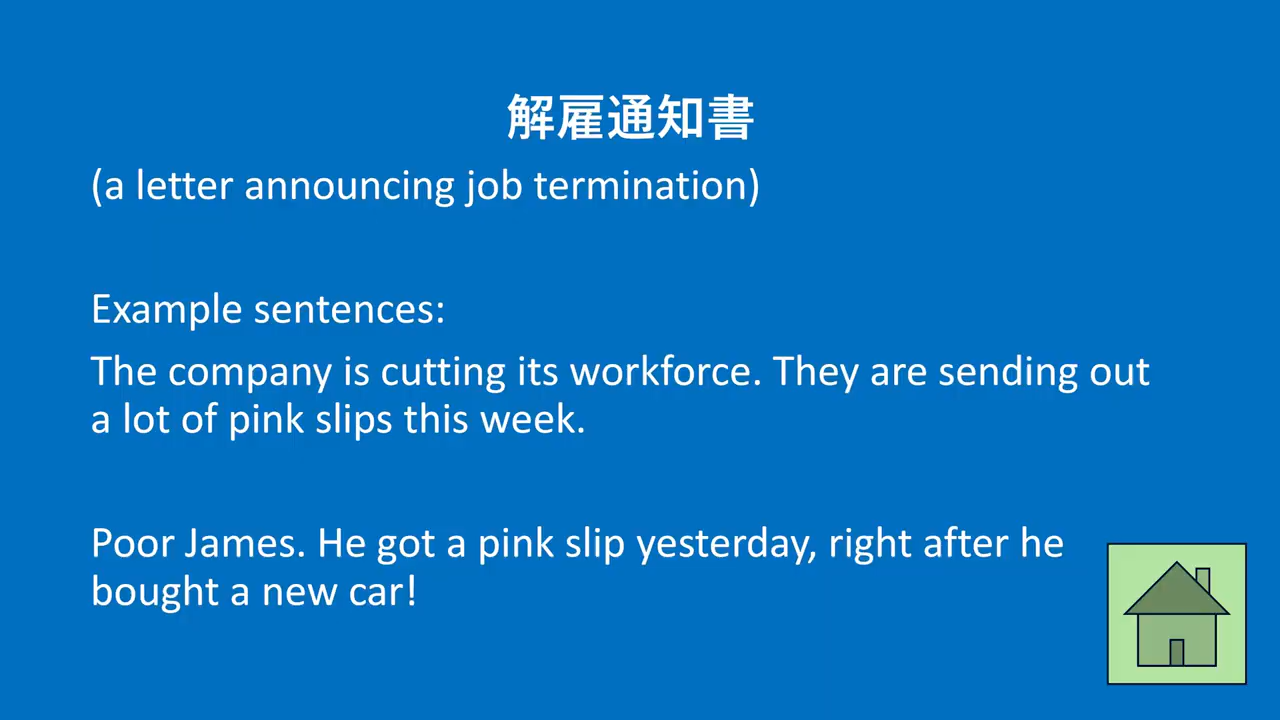 解雇通知書
(a letter announcing job termination)
Example sentences:
The company is cutting its workforce. They are sending out
a lot of pink slips this week.
Poor James. He got a pink slip yesterday, right after he
bought a new car!